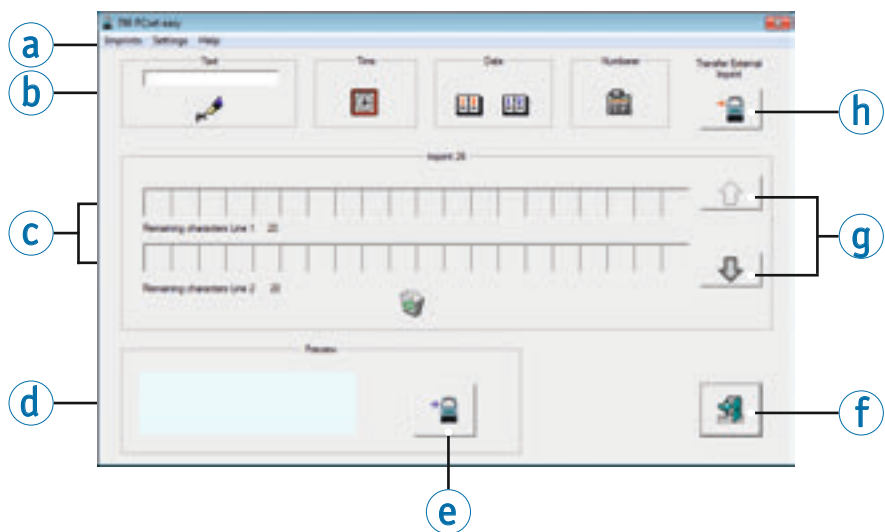 TM PCset easy
Imprints Settings Help
Text
Time
Date
Numberer
Transfer External
Imprint
Imprint 28
Remaining characters Line 1 20
Remaining characters Line 2 20
Preview
a
b
c
d
e
f
g
h